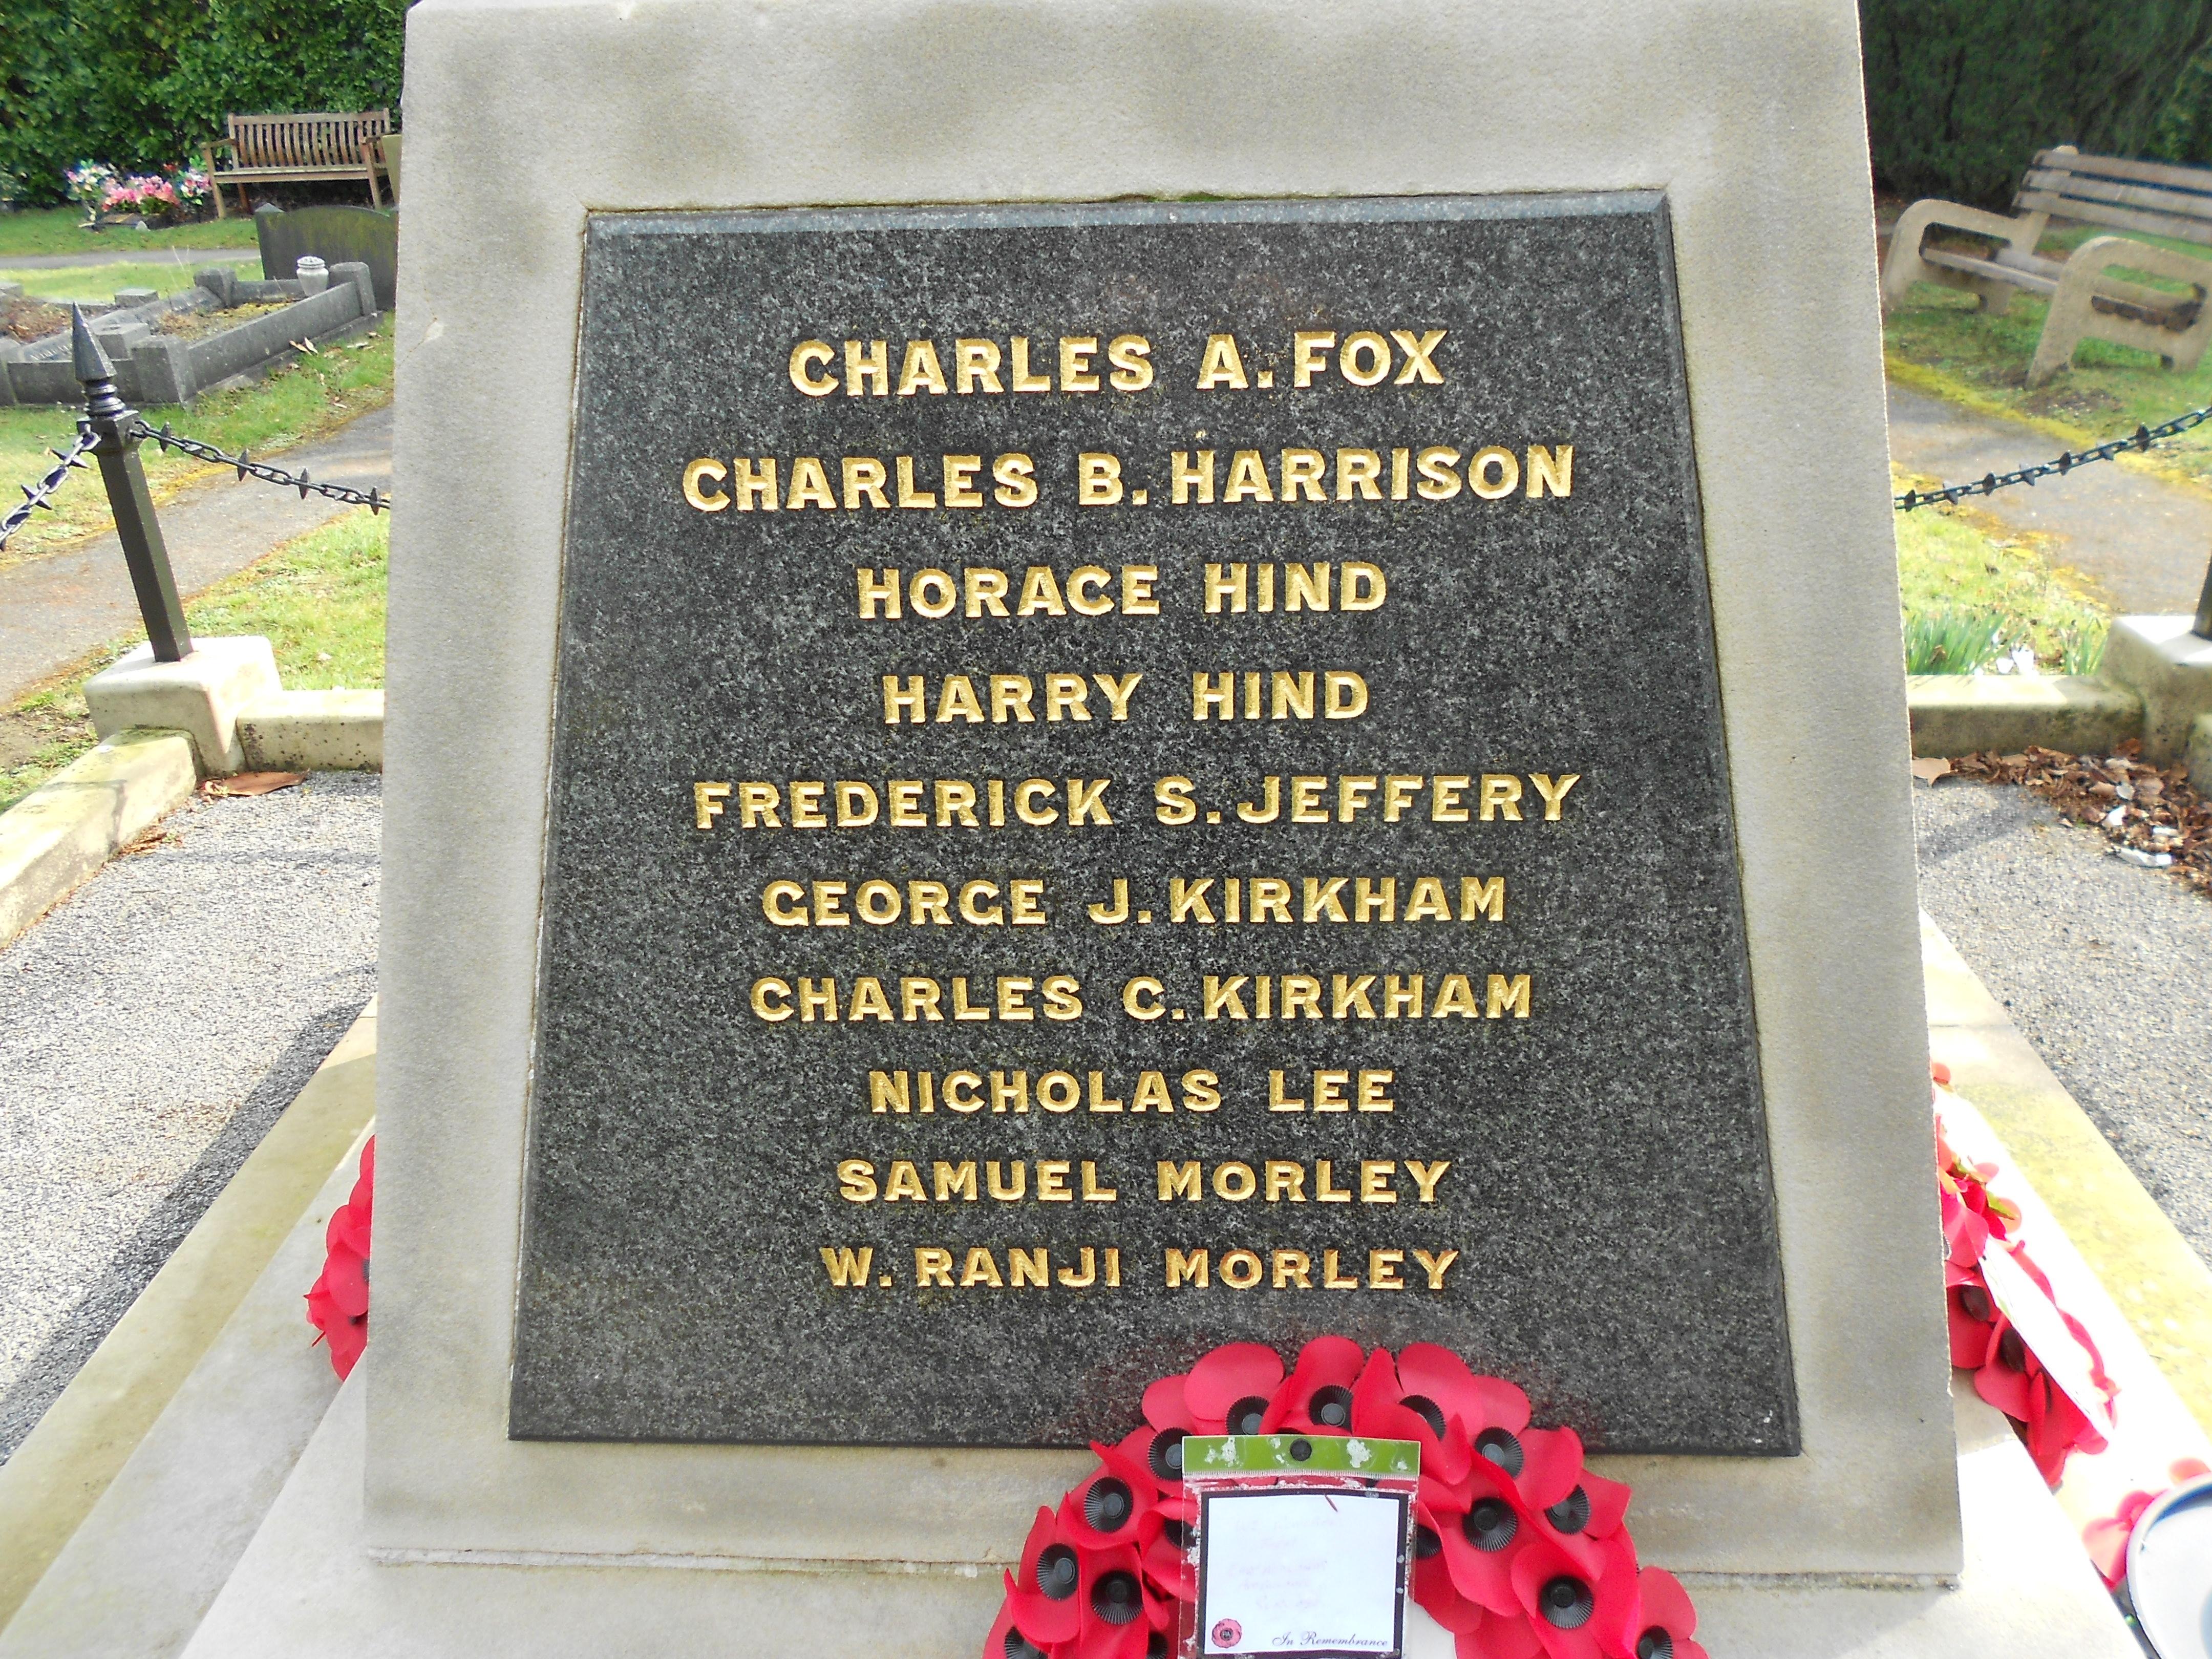 CHARLES A. FOX
CHARLES B. HARRISON
HORACE HIND
HARRY HIND
FREDERICK S. JEFFERY
GEORGE J. KIRKHAM
CHARLES C. KIRKHAM
NICHOLAS LEE
SAMUEL MORLEY
W. RANJI MORLEY
In Remembrance